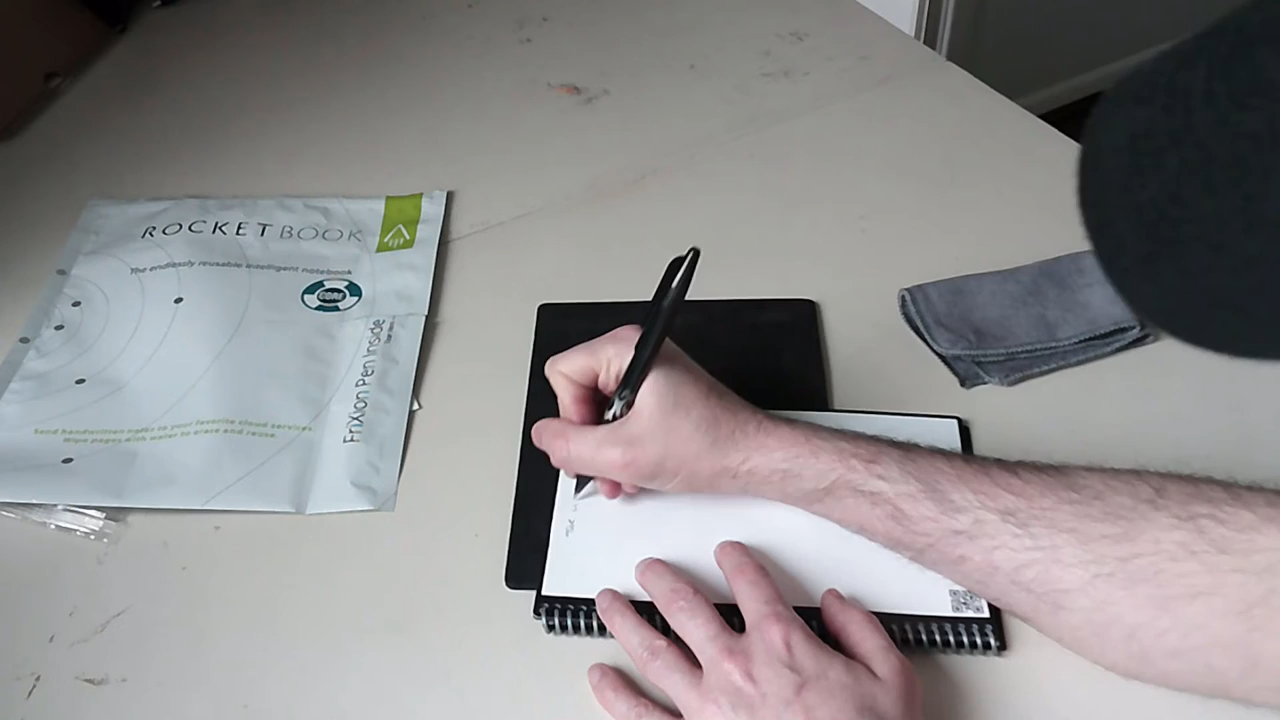 ROCKETBOOK
The endlessly reusable intelligent notebook
CORE
FriXion Pen Inside
Send handwritten notes to your favorite cloud services.
Wipe pages with water to erase and reuse.